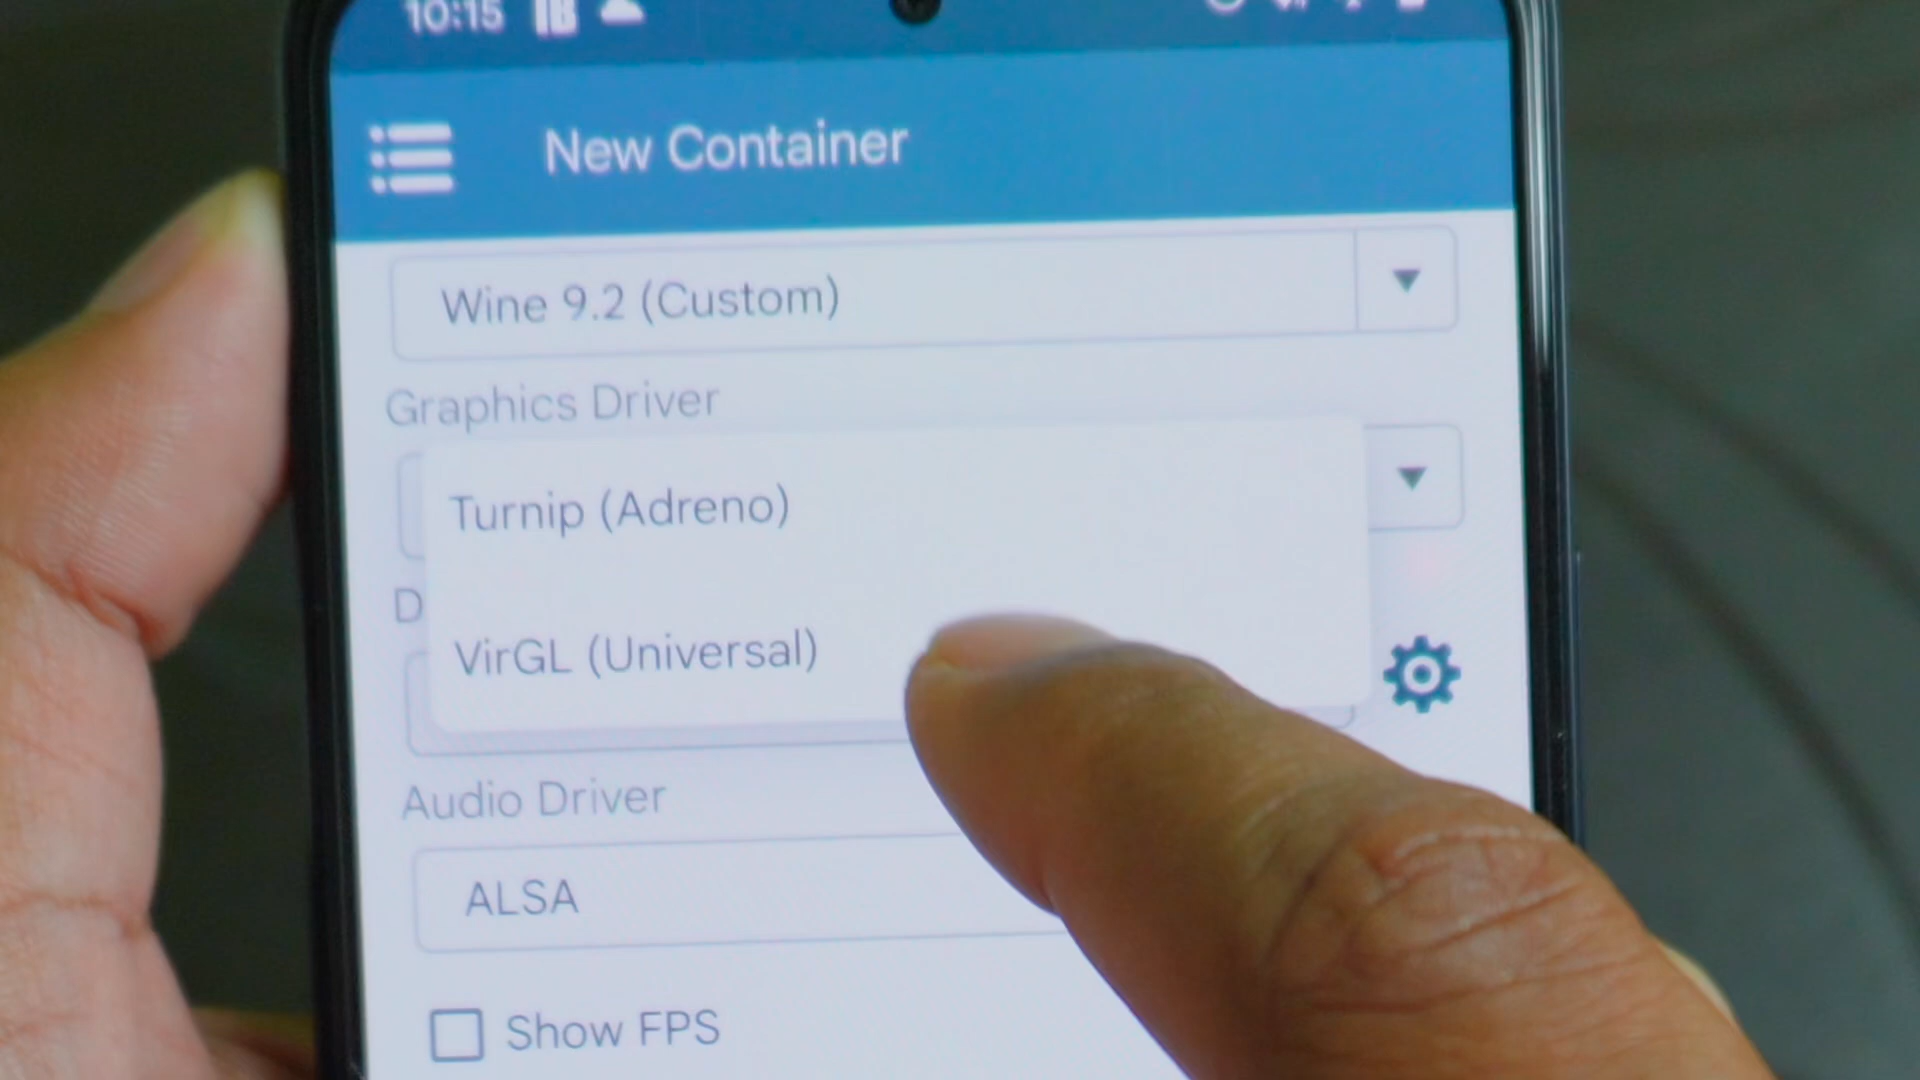 10:15
New Container
Wine 9.2 (Custom)
Graphics Driver
Turnip (Adreno)
D
VirGL (Universal)
Audio Driver
ALSA
Show FPS